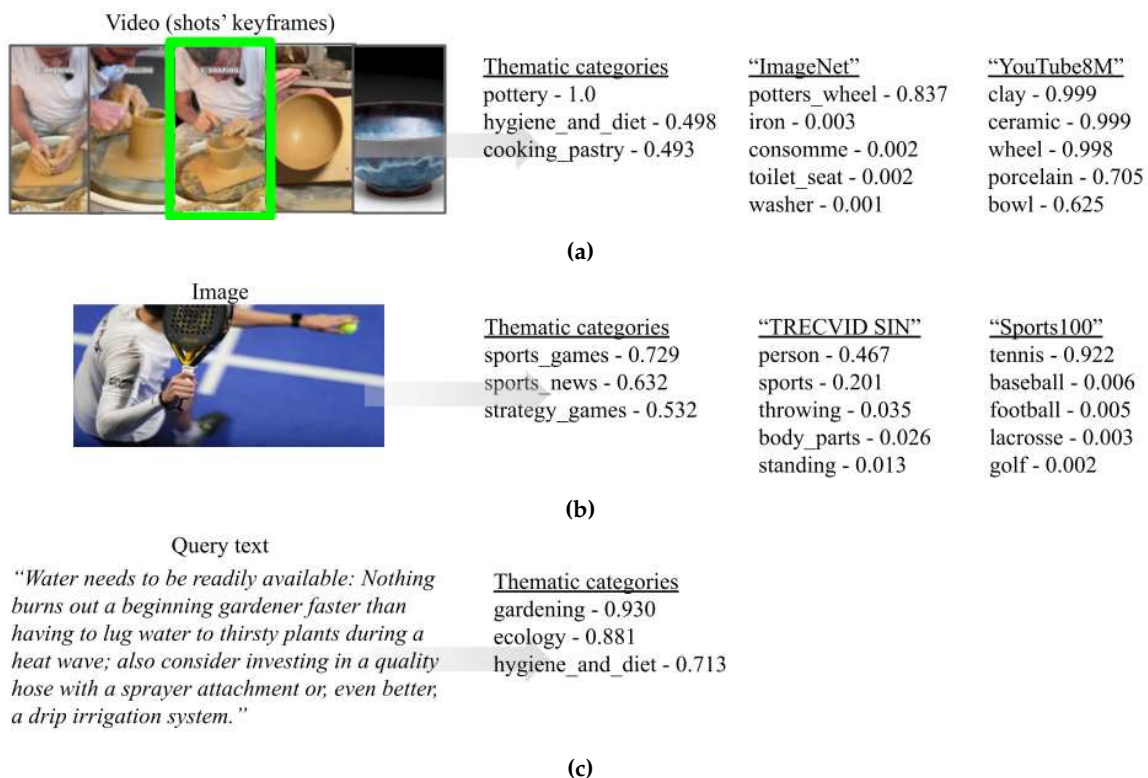 Video (shots' keyframes)
Thematic categories
pottery - 1.0
hygiene_and_diet - 0.498
cooking_pastry - 0.493
“ImageNet”
potters_wheel - 0.837
iron - 0.003
consomme - 0.002
toilet_seat - 0.002
washer - 0.001
“YouTube8M”
clay - 0.999
ceramic - 0.999
wheel - 0.998
porcelain - 0.705
bowl - 0.625
(a)
Image
Thematic categories
sports_games - 0.729
sports_news - 0.632
strategy_games - 0.532
“TRECVID SIN”
person - 0.467
sports - 0.201
throwing - 0.035
body_parts - 0.026
standing - 0.013
“Sports100”
tennis - 0.922
baseball - 0.006
football - 0.005
lacrosse - 0.003
golf - 0.002
(b)
Query text
“Water needs to be readily available: Nothing
burns out a beginning gardener faster than
having to lug water to thirsty plants during a
heat wave; also consider investing in a quality
hose with a sprayer attachment or, even better,
a drip irrigation system.”
Thematic categories
gardening - 0.930
ecology - 0.881
hygiene_and_diet - 0.713
(c)